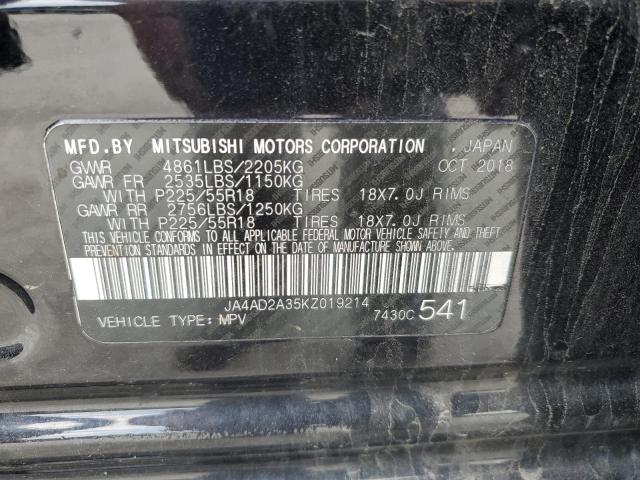 MFD.BY MITSUBISHI MOTORS CORPORATION . JAPAN
GVWR 4861LBS/2205KG OCT 2018
GAWR FR 2535LBS/1150KG
WITH P225/55R18 TIRES 18X7.0J RIMS
GAWR RR 2756LBS/1250KG
WITH P225/55R18 TIRES 18X7.0J RIMS
THIS VEHICLE CONFORMS TO ALL APPLICABLE FEDERAL MOTOR VEHICLE SAFETY AND THEFT
PREVENTION STANDARDS IN EFFECT ON THE DATE OF MANUFACTURE SHOWN ABOVE.
JA4AD2A35KZ019214
VEHICLE TYPE: MPV 7430C 541